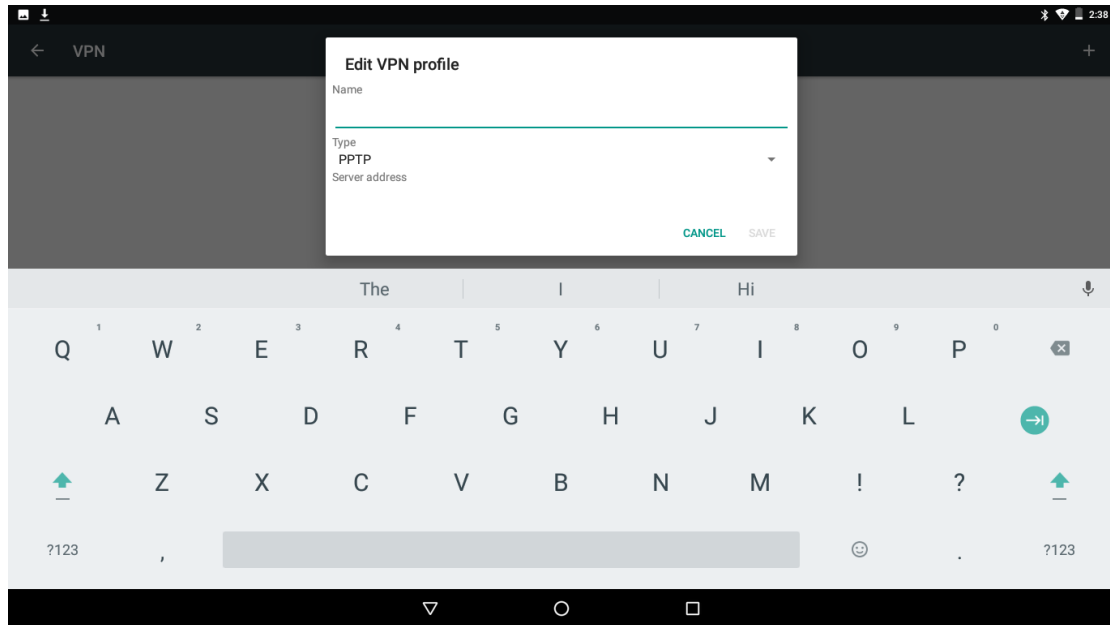 2:38
VPN
Edit VPN profile
Name
Type
PPTP
Server address
CANCEL SAVE
The I Hi
1 2 3 4 5 6 7 8 9 0
Q W E R T Y U I O P
A S D F G H J K L
Z X C V B N M ! ?
?123 , . ?123